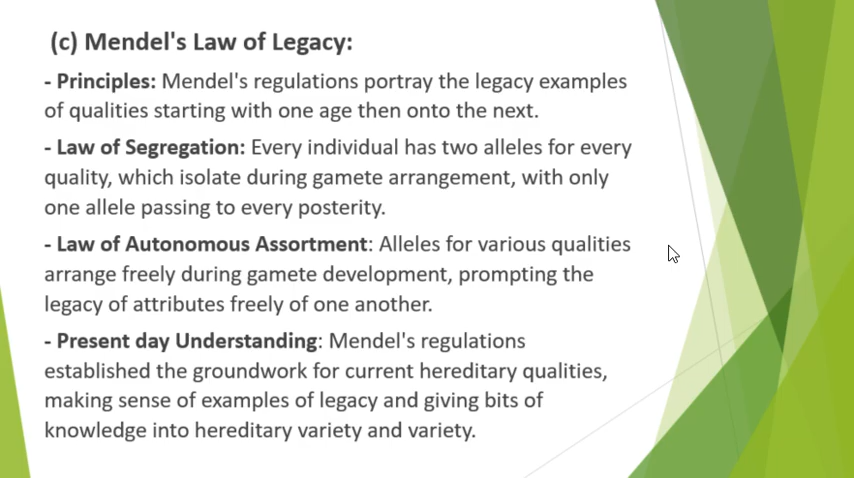 (c) Mendel's Law of Legacy:
- Principles: Mendel's regulations portray the legacy examples
of qualities starting with one age then onto the next.
- Law of Segregation: Every individual has two alleles for every
quality, which isolate during gamete arrangement, with only
one allele passing to every posterity.
- Law of Autonomous Assortment: Alleles for various qualities
arrange freely during gamete development, prompting the
legacy of attributes freely of one another.
- Present day Understanding: Mendel's regulations
established the groundwork for current hereditary qualities,
making sense of examples of legacy and giving bits of
knowledge into hereditary variety and variety.